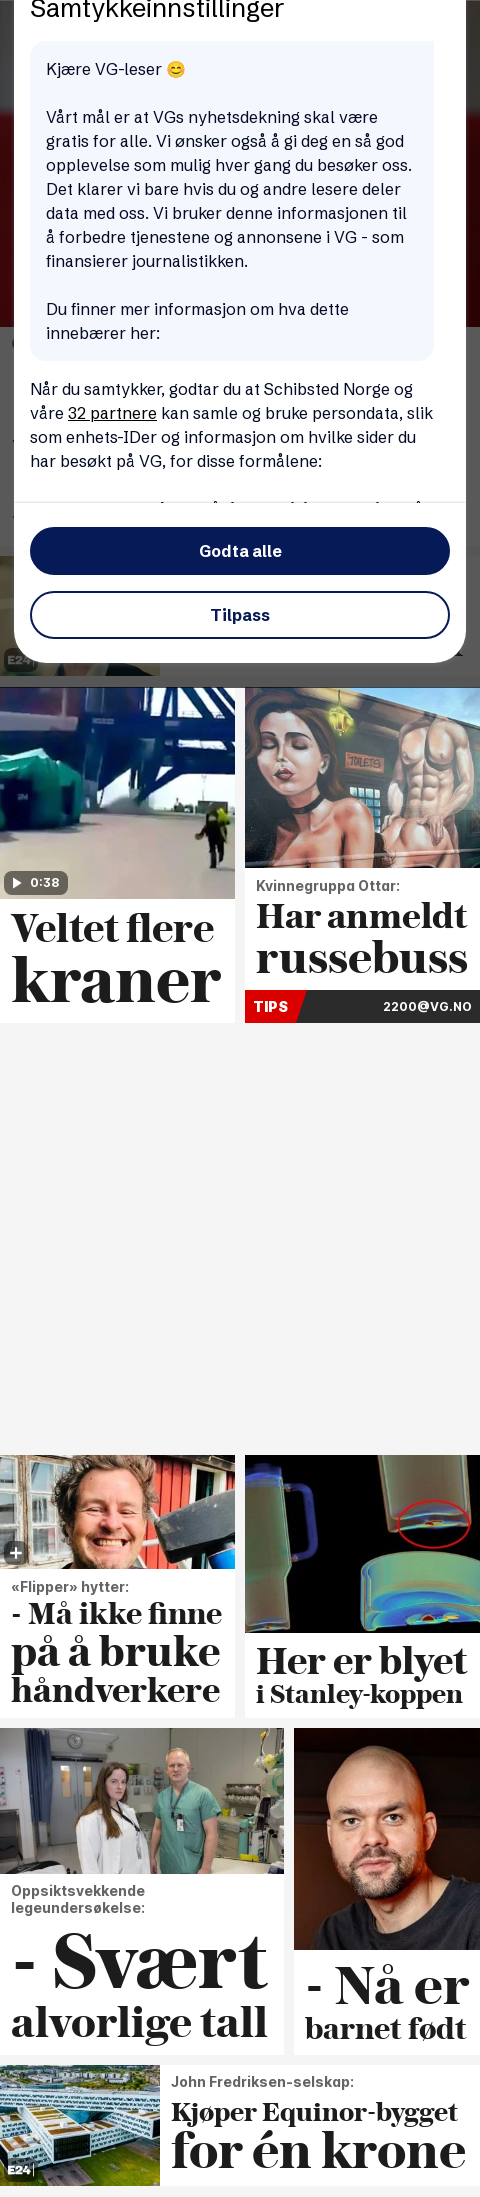 Samtykkeinnstillinger
Kjære VG-leser 😊
Vårt mål er at VGs nyhetsdekning skal være
gratis for alle. Vi ønsker også å gi deg en så god
opplevelse som mulig hver gang du besøker oss.
Det klarer vi bare hvis du og andre lesere deler
data med oss. Vi bruker denne informasjonen til
å forbedre tjenestene og annonsene i VG - som
finansierer journalistikken.
Du finner mer informasjon om hva dette
innebærer her:
Når du samtykker, godtar du at Schibsted Norge og
våre 32 partnere kan samle og bruke persondata, slik
som enhets-IDer og informasjon om hvilke sider du
har besøkt på VG, for disse formålene:
Godta alle
Tilpass
E24
TOILETS
0:38
Veltet flere
kraner
Kvinnegruppa Ottar:
Har anmeldt
russebuss
TIPS 2200@VG.NO
«Flipper» hytter:
- Må ikke finne
på å bruke
håndverkere
Her er blyet
i Stanley-koppen
Oppsiktsvekkende
legeundersøkelse:
- Svært
alvorlige tall
- Nå er
barnet født
John Fredriksen-selskap:
Kjøper Equinor-bygget
for én krone
E24